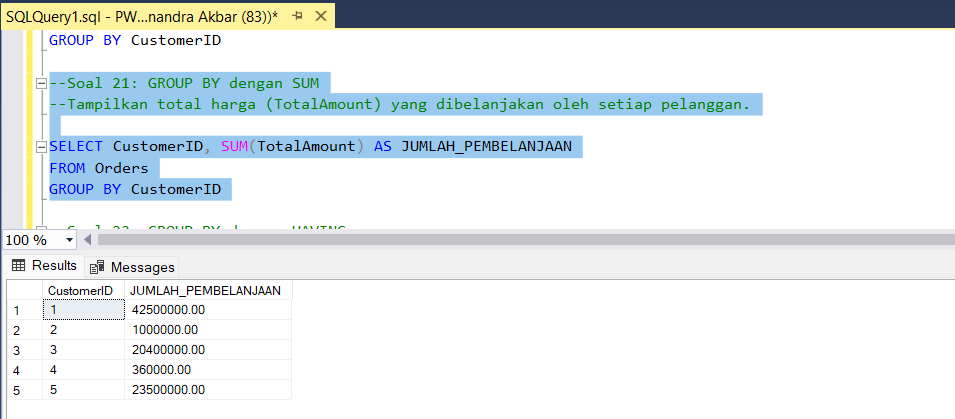 SQLQuery1.sql - PW...nandra Akbar (83))*
GROUP BY CustomerID
--Soal 21: GROUP BY dengan SUM
--Tampilkan total harga (TotalAmount) yang dibelanjakan oleh setiap pelanggan.
SELECT CustomerID, SUM(TotalAmount) AS JUMLAH_PEMBELANJAAN
FROM Orders
GROUP BY CustomerID
100 %
Results Messages
CustomerID JUMLAH_PEMBELANJAAN
1 1 42500000.00
2 2 1000000.00
3 3 20400000.00
4 4 360000.00
5 5 23500000.00